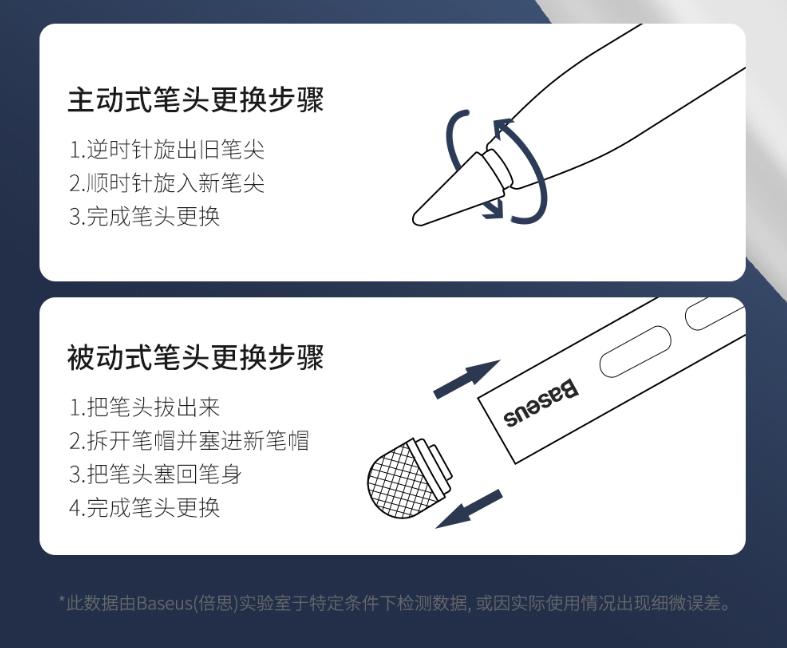 主动式笔头更换步骤
1.逆时针旋出旧笔尖
2.顺时针旋入新笔尖
3.完成笔头更换
被动式笔头更换步骤
1.把笔头拔出来
2.拆开笔帽并塞进新笔帽
3.把笔头塞回笔身
4.完成笔头更换
Baseus
*此数据由Baseus(倍思)实验室于特定条件下检测数据, 或因实际使用情况出现细微误差。